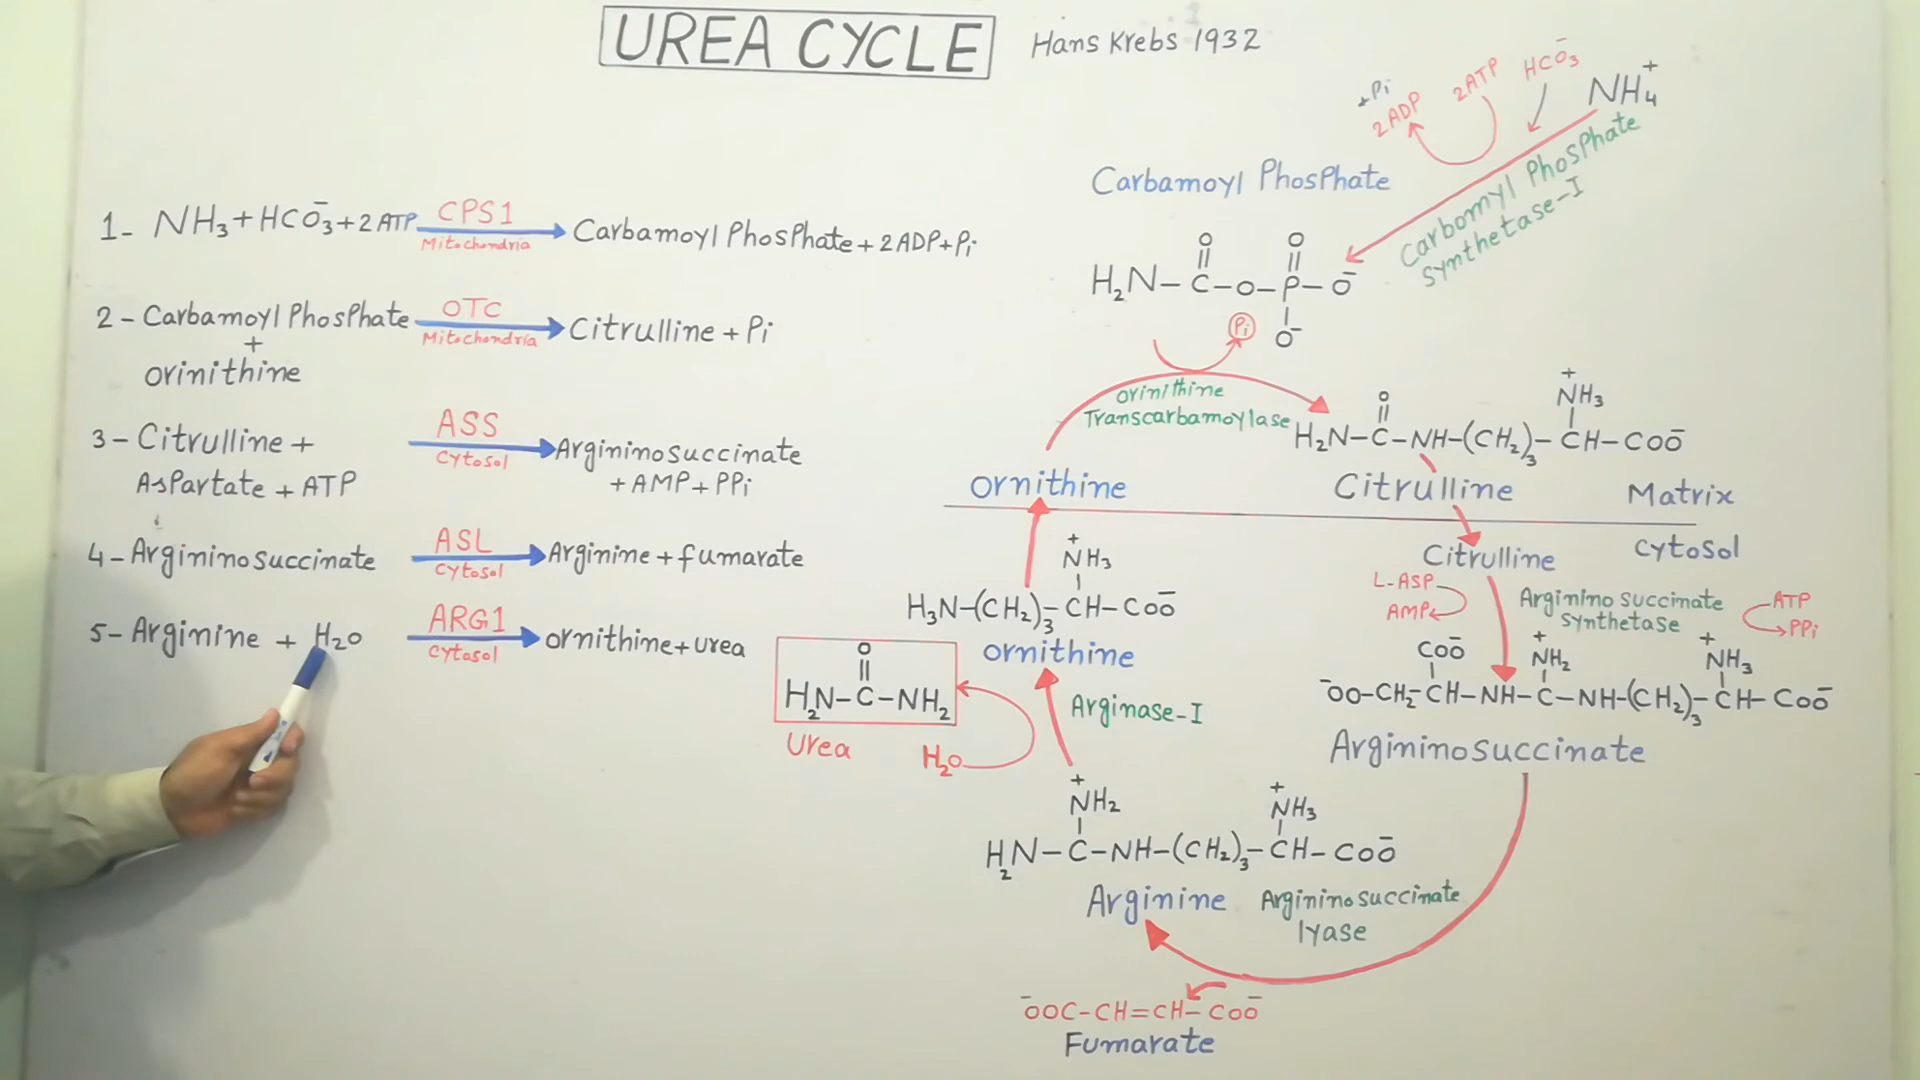 UREA CYCLE
Hans Krebs 1932
1- NH₃+HCO₃⁻+2ATP CPS1 Mitochondria Carbamoyl Phosphate+2ADP+Pi
2- Carbamoyl Phosphate + Orinithine OTC Mitochondria Citrulline + Pi
3- Citrulline + Aspartate + ATP ASS Cytosol Argininosuccinate + AMP + PPi
4- Argininosuccinate ASL Cytosol Arginine + fumarate
5- Arginine + H₂O ARG1 Cytosol Ornithine+urea
+Pi
2ADP
2ATP
HCO₃⁻
NH₄⁺
Carbomyl Phosphate
Synthetase-I
Carbamoyl Phosphate
O O
H₂N-C-O-P-O⁻
O⁻
Pi
Orinithine
Transcarbamoylase
Ornithine
⁺NH₃
O
H₂N-C-NH-(CH₂)₃-CH-COO⁻
Citrulline
Matrix
Cytosol
Citrulline
L-ASP
AMP
Arginino succinate
synthetase
ATP
PPi
COO⁻ ⁺NH₂ ⁺NH₃
⁻OO-CH₂-CH-NH-C-NH-(CH₂)₃-CH-COO⁻
Argininosuccinate
⁺NH₃
H₃N-(CH₂)₃-CH-COO⁻
Ornithine
Arginase-I
O
H₂N-C-NH₂
Urea
H₂O
⁺NH₂ ⁺NH₃
H₂N-C-NH-(CH₂)₃-CH-COO⁻
Arginine
Argininosuccinate
lyase
⁻OOC-CH=CH-COO⁻
Fumarate